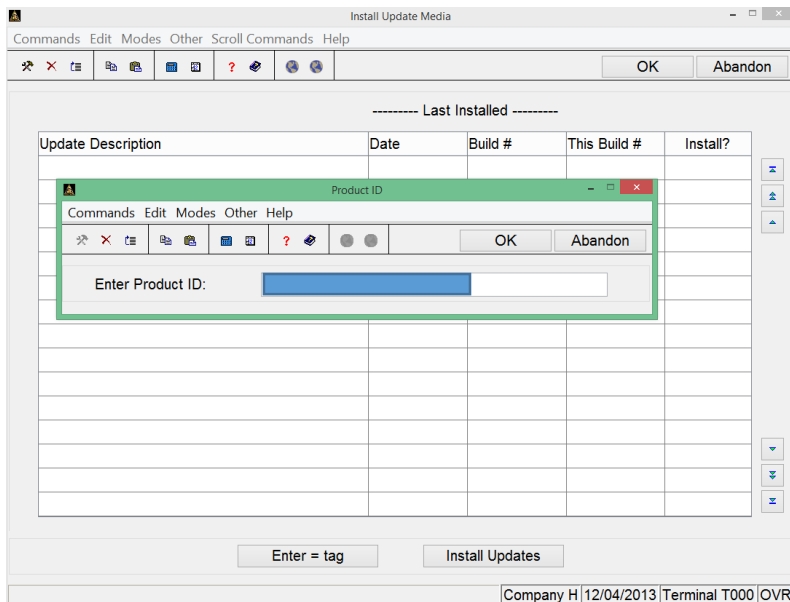 Install Update Media
Commands Edit Modes Other Scroll Commands Help
OK Abandon
--------- Last Installed ---------
Update Description Date Build # This Build # Install?
Product ID
Commands Edit Modes Other Help
OK Abandon
Enter Product ID:
Enter = tag Install Updates
Company H 12/04/2013 Terminal T000 OVR